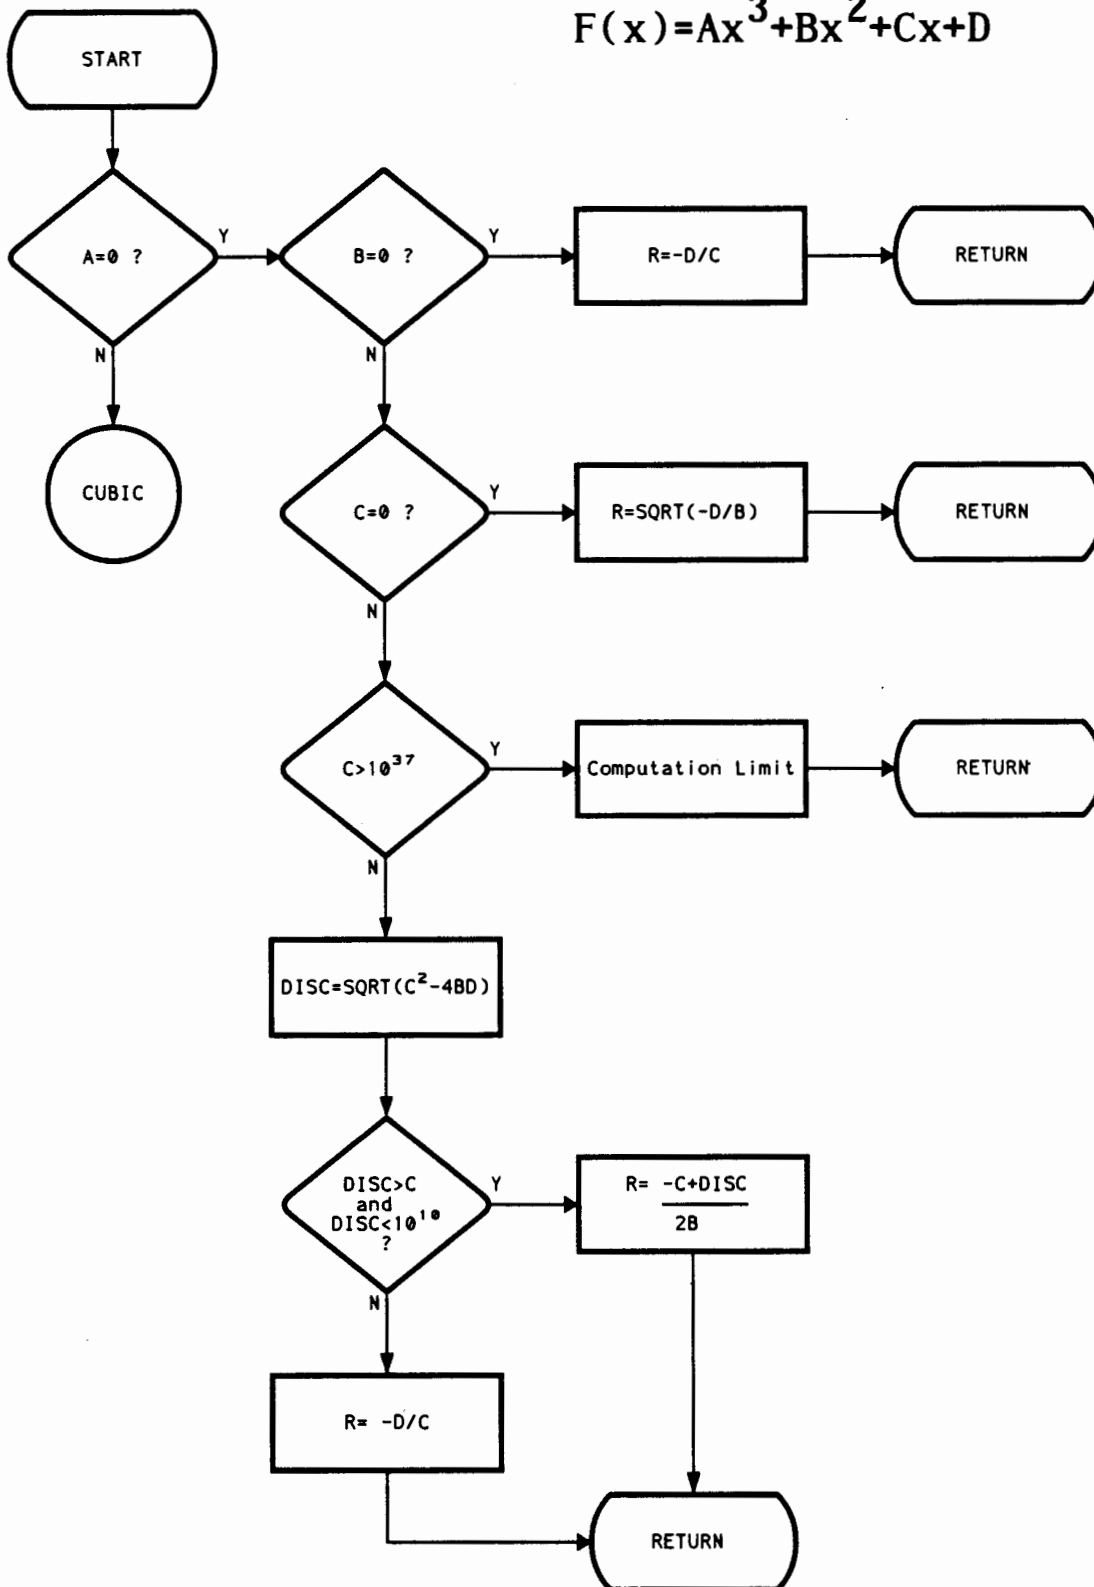 F(x)=Ax³+Bx²+Cx+D
START
A=0 ?
Y
N
B=0 ?
Y
N
R=-D/C
RETURN
CUBIC
C=0 ?
Y
N
R=SQRT(-D/B)
RETURN
C>10³⁷
Y
N
Computation Limit
RETURN
DISC=SQRT(C²-4BD)
DISC>C
and
DISC<10¹⁰
?
Y
N
R= -C+DISC
2B
R= -D/C
RETURN